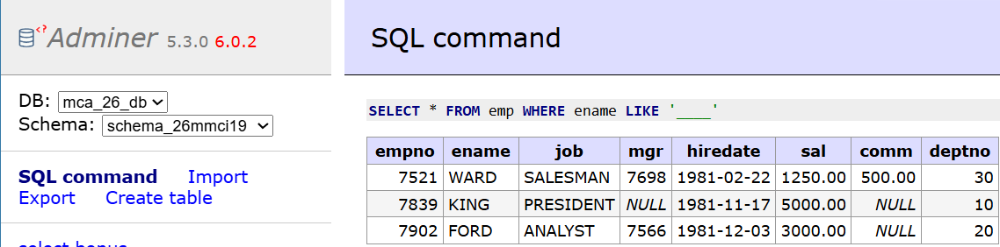 Adminer 5.3.0 6.0.2
DB: mca_26_db
Schema: schema_26mmci19
SQL command Import
Export Create table
SQL command
SELECT * FROM emp WHERE ename LIKE '____'
empno ename job mgr hiredate sal comm deptno
7521 WARD SALESMAN 7698 1981-02-22 1250.00 500.00 30
7839 KING PRESIDENT NULL 1981-11-17 5000.00 NULL 10
7902 FORD ANALYST 7566 1981-12-03 3000.00 NULL 20